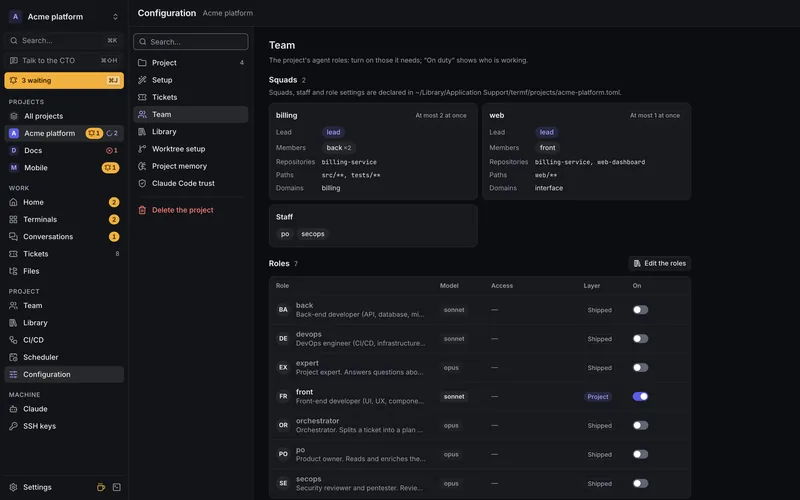 A Acme platform
Search... ⌘K
Talk to the CTO ⌘⇧H
3 waiting ⌘J
PROJECTS
All projects
A Acme platform 1 2
D Docs 1
M Mobile 1
WORK
Home 2
Terminals 2
Conversations 1
Tickets 8
Files
PROJECT
Team
Library
CI/CD
Scheduler
Configuration
MACHINE
Claude
SSH keys
Settings
Configuration Acme platform
Search...
Project 4
Setup
Tickets
Team
Library
Worktree setup
Project memory
Claude Code trust
Delete the project
Team
The project's agent roles: turn on those it needs; "On duty" shows who is working.
Squads 2
Squads, staff and role settings are declared in ~/Library/Application Support/termf/projects/acme-platform.toml.
billing At most 2 at once
Lead lead
Members back ×2
Repositories billing-service
Paths src/**, tests/**
Domains billing
web At most 1 at once
Lead lead
Members front
Repositories billing-service, web-dashboard
Paths web/**
Domains interface
Staff
po secops
Roles 7 Edit the roles
Role Model Access Layer On
BA back sonnet — Shipped
Back-end developer (API, database, mi...
DE devops sonnet — Shipped
DevOps engineer (CI/CD, infrastructure...
EX expert opus — Shipped
Project expert. Answers questions abo...
FR front sonnet — Project
Front-end developer (UI, UX, compone...
OR orchestrator opus — Shipped
Orchestrator. Splits a ticket into a plan ...
PO po opus — Shipped
Product owner. Reads and enriches the...
SE secops opus — Shipped
Security reviewer and pentester. Revie...